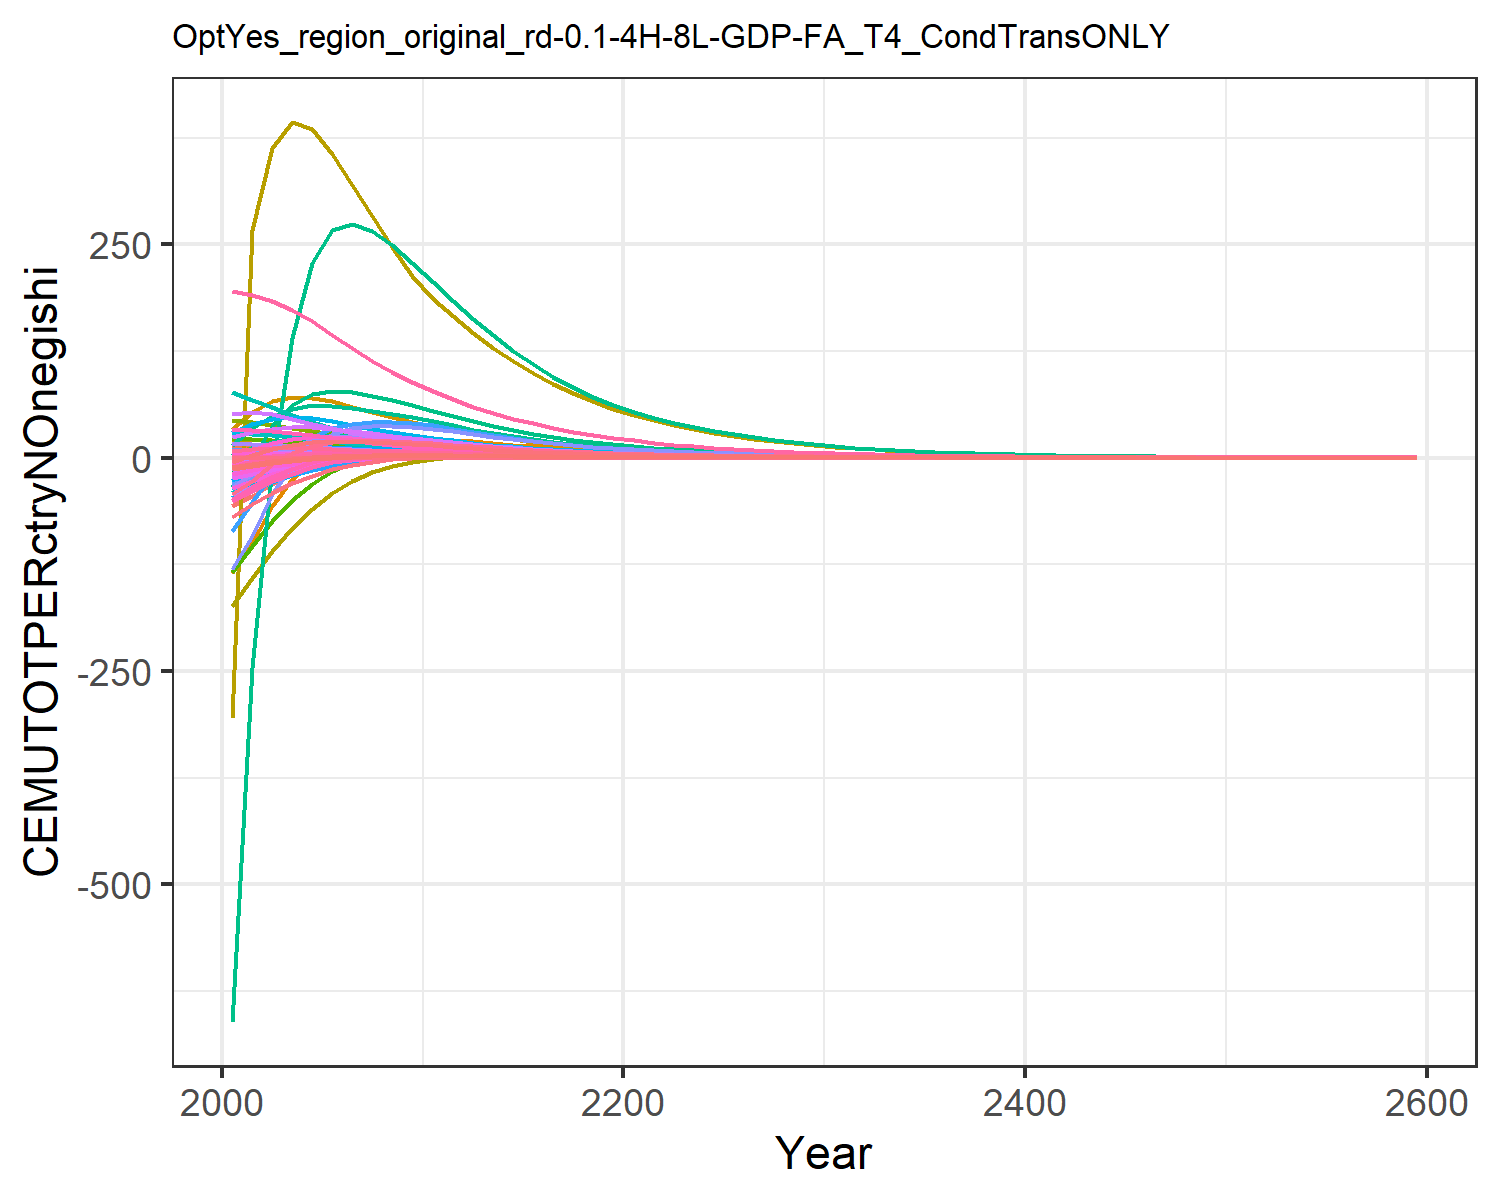 OptYes_region_original_rd-0.1-4H-8L-GDP-FA_T4_CondTransONLY
CEMUTOTPERctryNOnegishi
250
0
-250
-500
2000 2200 2400 2600
Year